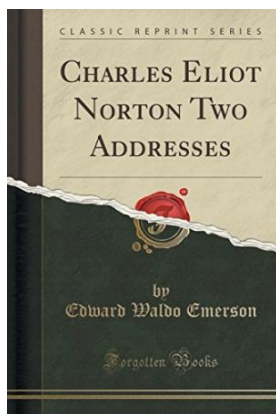 CLASSIC REPRINT SERIES
CHARLES ELIOT
NORTON TWO
ADDRESSES
by
Edward Waldo Emerson
Forgotten Books